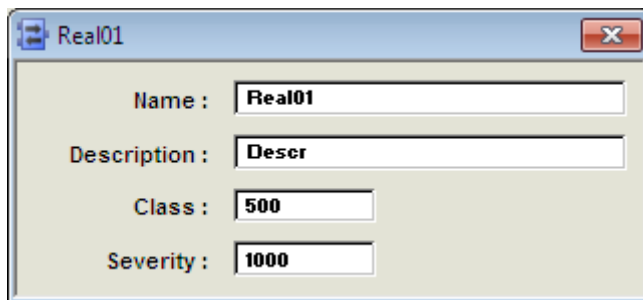 Real01
Name : Real01
Description : Descr
Class : 500
Severity : 1000